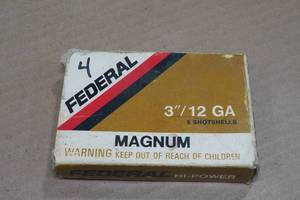 4
FEDERAL
3"/12 GA
5 SHOTSHELLS
MAGNUM
WARNING KEEP OUT OF REACH OF CHILDREN
FEDERAL HI-POWER